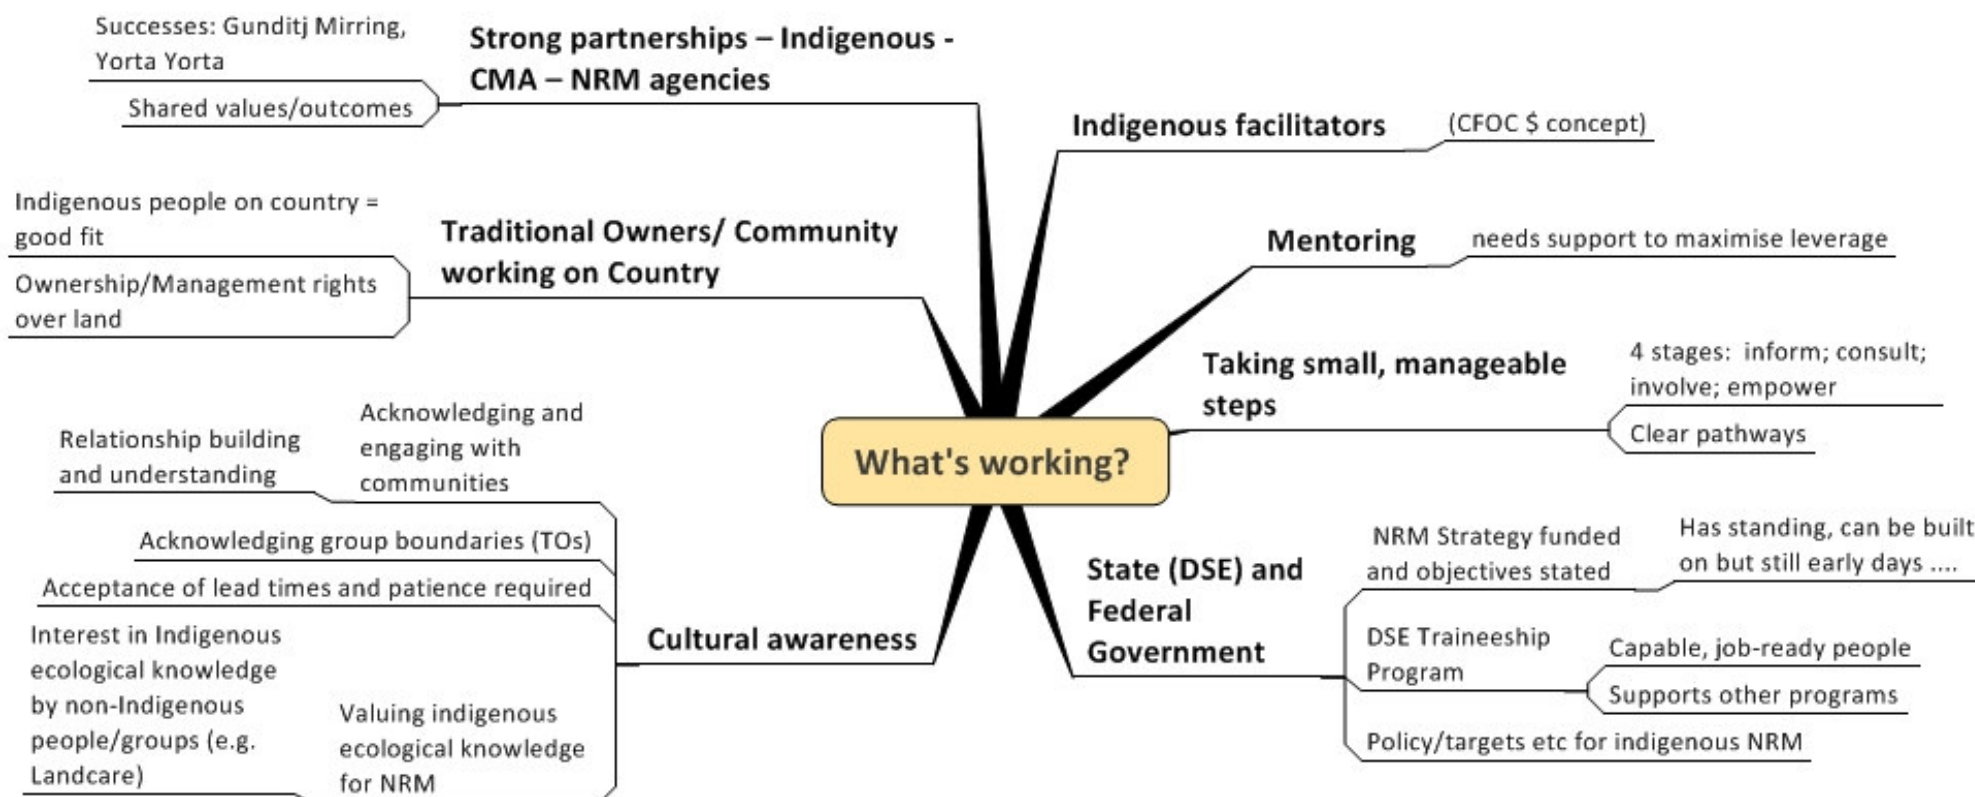 Successes: Gunditj Mirring,
Yorta Yorta
Shared values/outcomes
Strong partnerships – Indigenous -
CMA – NRM agencies
Indigenous people on country =
good fit
Ownership/Management rights
over land
Traditional Owners/ Community
working on Country
Relationship building
and understanding
Acknowledging and
engaging with
communities
Acknowledging group boundaries (TOs)
Acceptance of lead times and patience required
Interest in Indigenous
ecological knowledge
by non-Indigenous
people/groups (e.g.
Landcare)
Valuing indigenous
ecological knowledge
for NRM
Cultural awareness
What's working?
Indigenous facilitators
(CFOC $ concept)
Mentoring
needs support to maximise leverage
Taking small, manageable
steps
4 stages:  inform; consult;
involve; empower
Clear pathways
State (DSE) and
Federal
Government
NRM Strategy funded
and objectives stated
Has standing, can be built
on but still early days ....
DSE Traineeship
Program
Capable, job-ready people
Supports other programs
Policy/targets etc for indigenous NRM